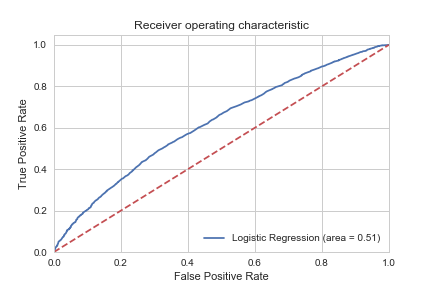 Receiver operating characteristic
1.0
0.8
0.6
0.4
0.2
0.0
True Positive Rate
Logistic Regression (area = 0.51)
0.0 0.2 0.4 0.6 0.8 1.0
False Positive Rate